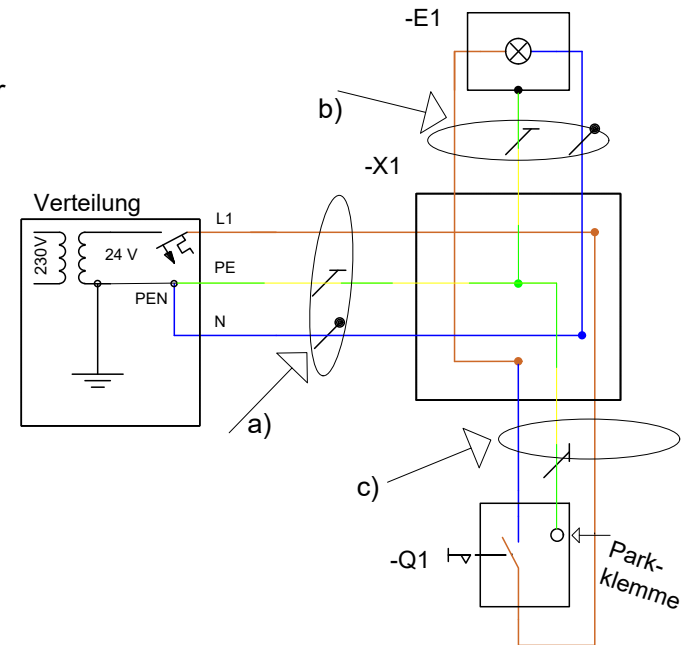 -E1
r
b)
-X1
Verteilung
L1
230V
24 V
PE
PEN
N
a)
c)
-Q1
Park-
klemme